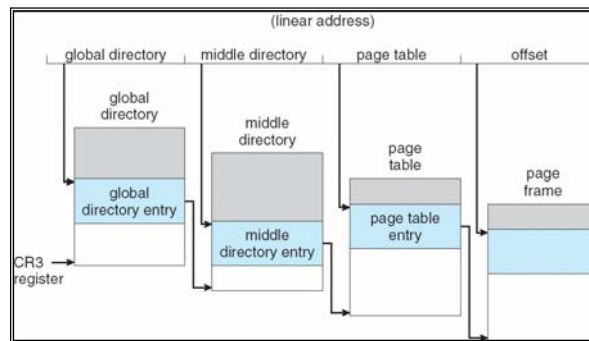 (linear address)
global directory
middle directory
page table
offset
global
directory
middle
directory
page
table
page
frame
global
directory entry
middle
directory entry
page table
entry
CR3
register